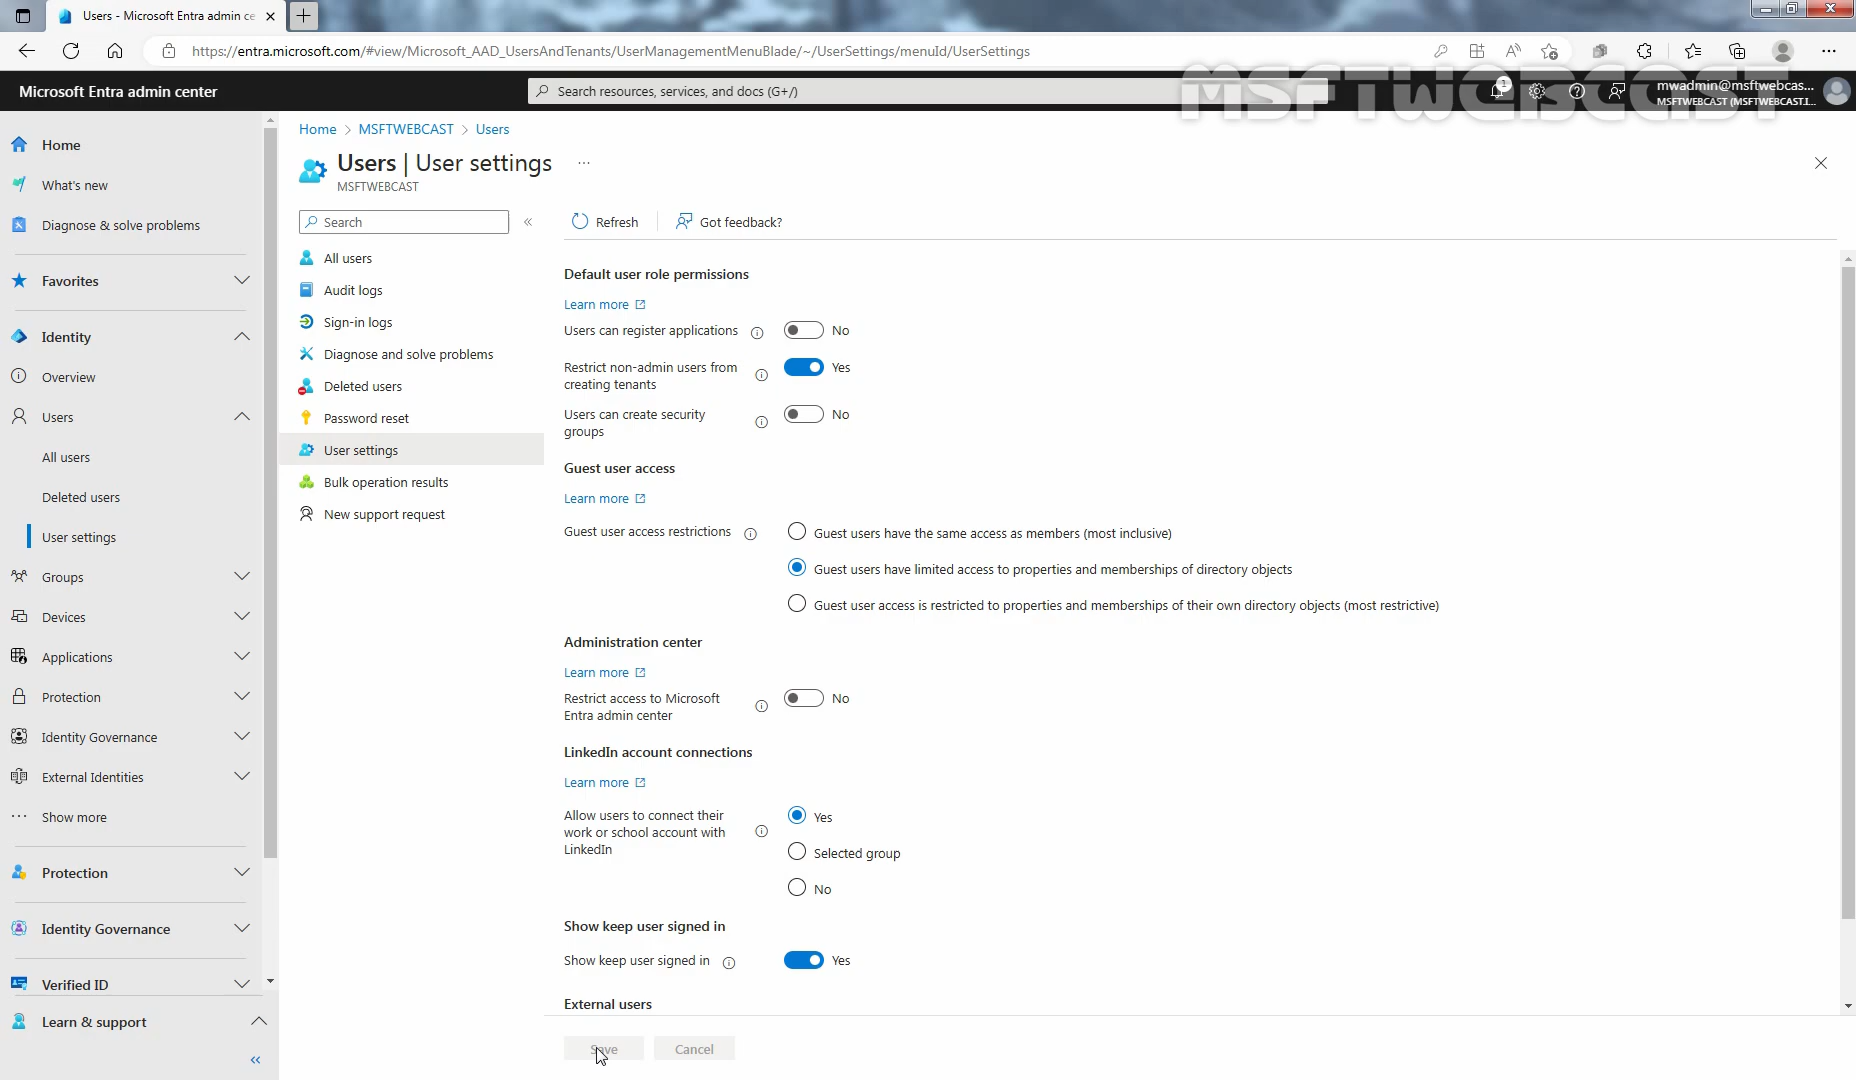 Users - Microsoft Entra admin ce
https://entra.microsoft.com/#view/Microsoft_AAD_UsersAndTenants/UserManagementMenuBlade/~/UserSettings/menuId/UserSettings
Microsoft Entra admin center
Search resources, services, and docs (G+/)
MSFTWEBCAST
1
mwadmin@msftwebcas...
MSFTWEBCAST (MSFTWEBCAST.I...
Home
What's new
Diagnose & solve problems
Favorites
Identity
Overview
Users
All users
Deleted users
User settings
Groups
Devices
Applications
Protection
Identity Governance
External Identities
Show more
Protection
Identity Governance
Verified ID
Learn & support
Home > MSFTWEBCAST > Users
Users | User settings
MSFTWEBCAST
Search
All users
Audit logs
Sign-in logs
Diagnose and solve problems
Deleted users
Password reset
User settings
Bulk operation results
New support request
Refresh
Got feedback?
Default user role permissions
Learn more
Users can register applications
No
Restrict non-admin users from
creating tenants
Yes
Users can create security
groups
No
Guest user access
Learn more
Guest user access restrictions
Guest users have the same access as members (most inclusive)
Guest users have limited access to properties and memberships of directory objects
Guest user access is restricted to properties and memberships of their own directory objects (most restrictive)
Administration center
Learn more
Restrict access to Microsoft
Entra admin center
No
LinkedIn account connections
Learn more
Allow users to connect their
work or school account with
LinkedIn
Yes
Selected group
No
Show keep user signed in
Show keep user signed in
Yes
External users
Save
Cancel